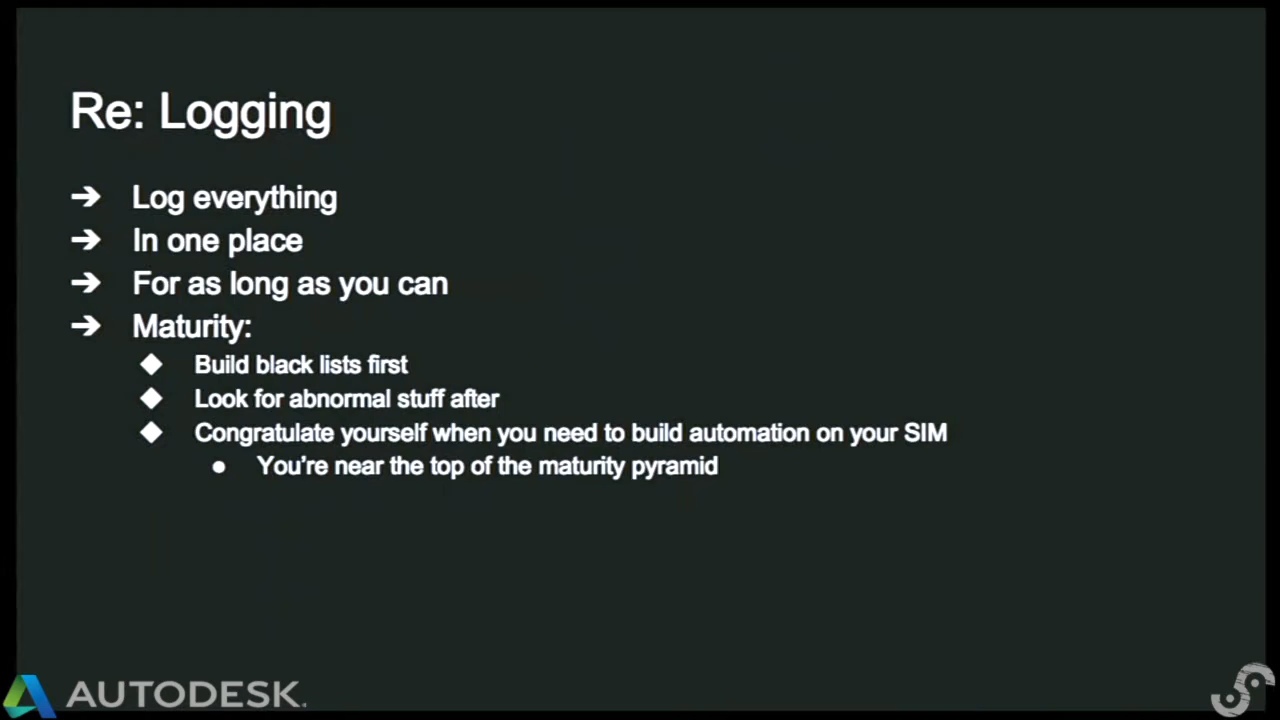 Re: Logging
Log everything
In one place
For as long as you can
Maturity:
Build black lists first
Look for abnormal stuff after
Congratulate yourself when you need to build automation on your SIM
You're near the top of the maturity pyramid
AUTODESK.